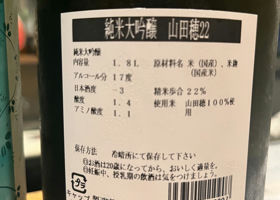 純米大吟醸 山田穂22
純米大吟醸
内容量 1.8L 原材料名 米(国産)、米麹
(国産米)
アルコール分 17度
日本酒度 -3 精米歩合 22%
酸度 1.4 使用米 山田穂100%使
用
アミノ酸度 1.1
保存方法 冷暗所にて保存して下さい
お酒は20歳になってから、おいしく適量を。
妊娠中、授乳期の飲酒は気をつけましょう。